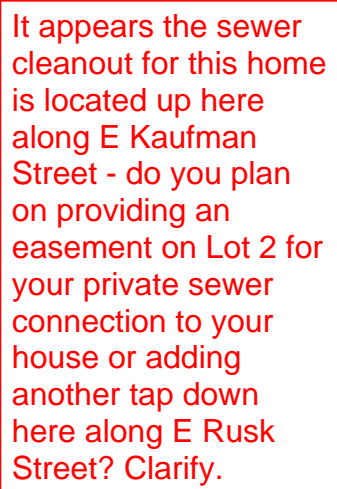 It appears the sewer
cleanout for this home
is located up here
along E Kaufman
Street - do you plan
on providing an
easement on Lot 2 for
your private sewer
connection to your
house or adding
another tap down
here along E Rusk
Street? Clarify.